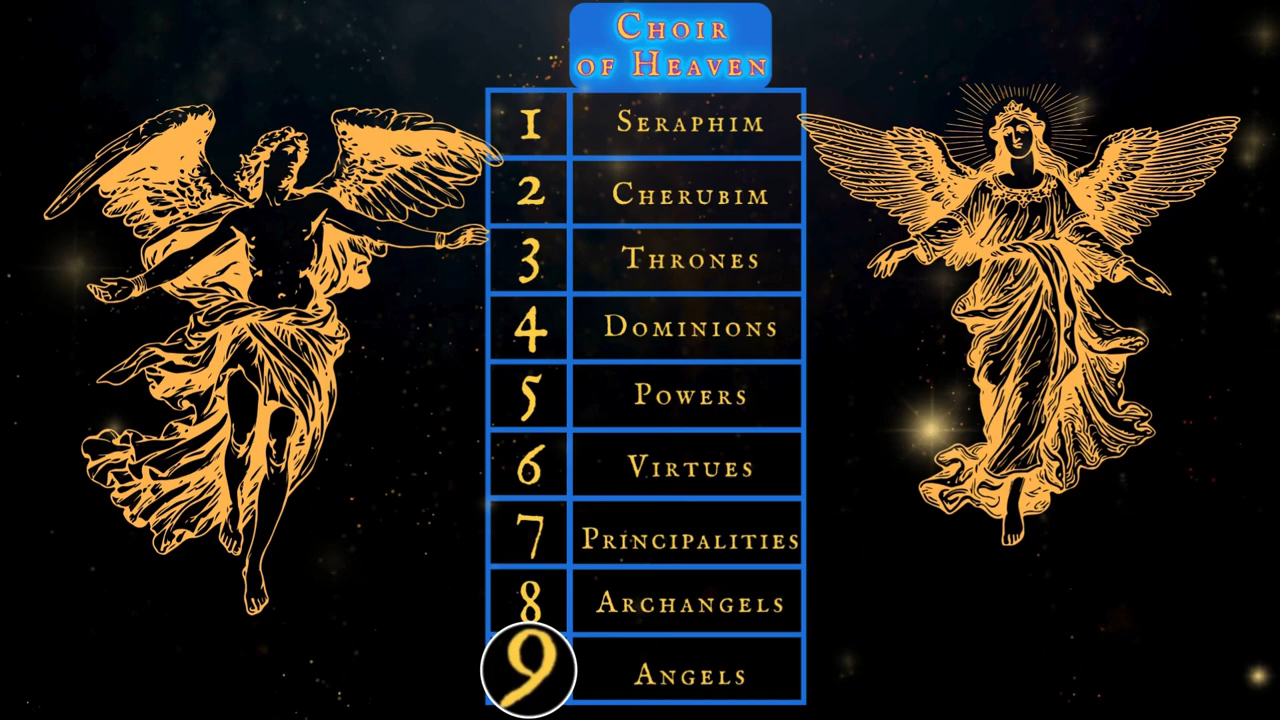 Choir
of Heaven
1 Seraphim
2 Cherubim
3 Thrones
4 Dominions
5 Powers
6 Virtues
7 Principalities
8 Archangels
9 Angels